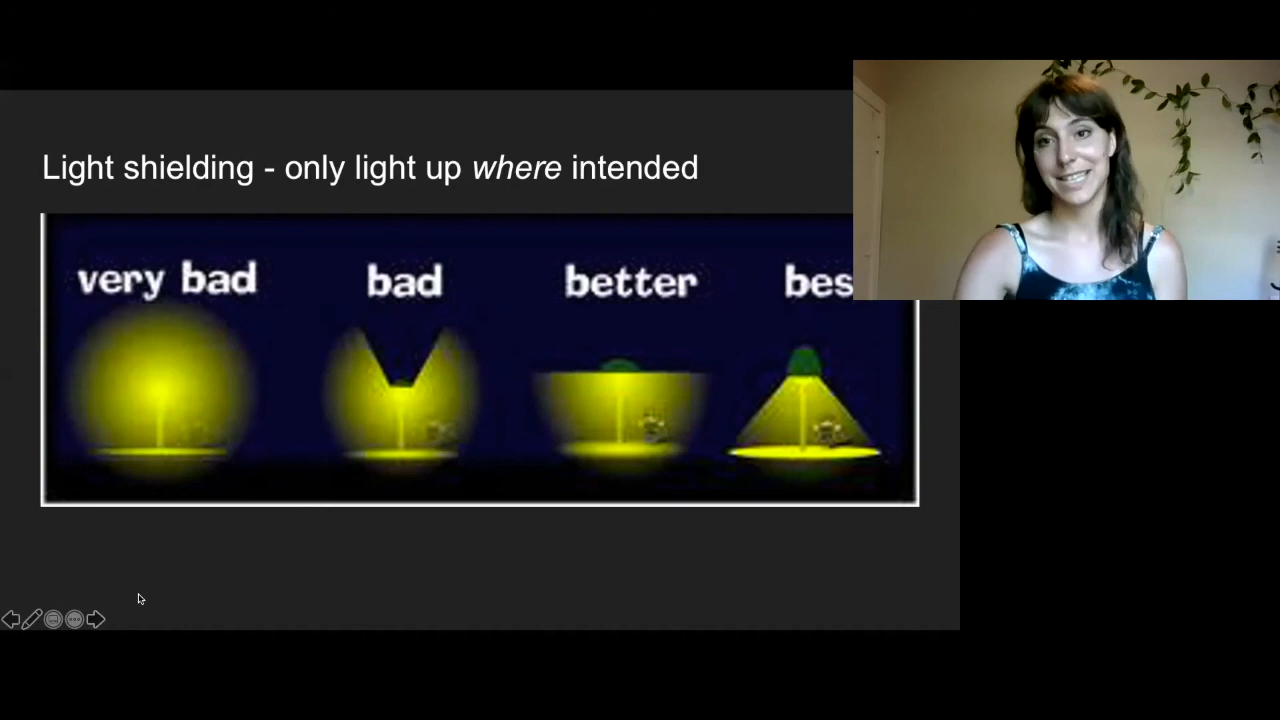 Light shielding - only light up where intended
very bad bad better bes